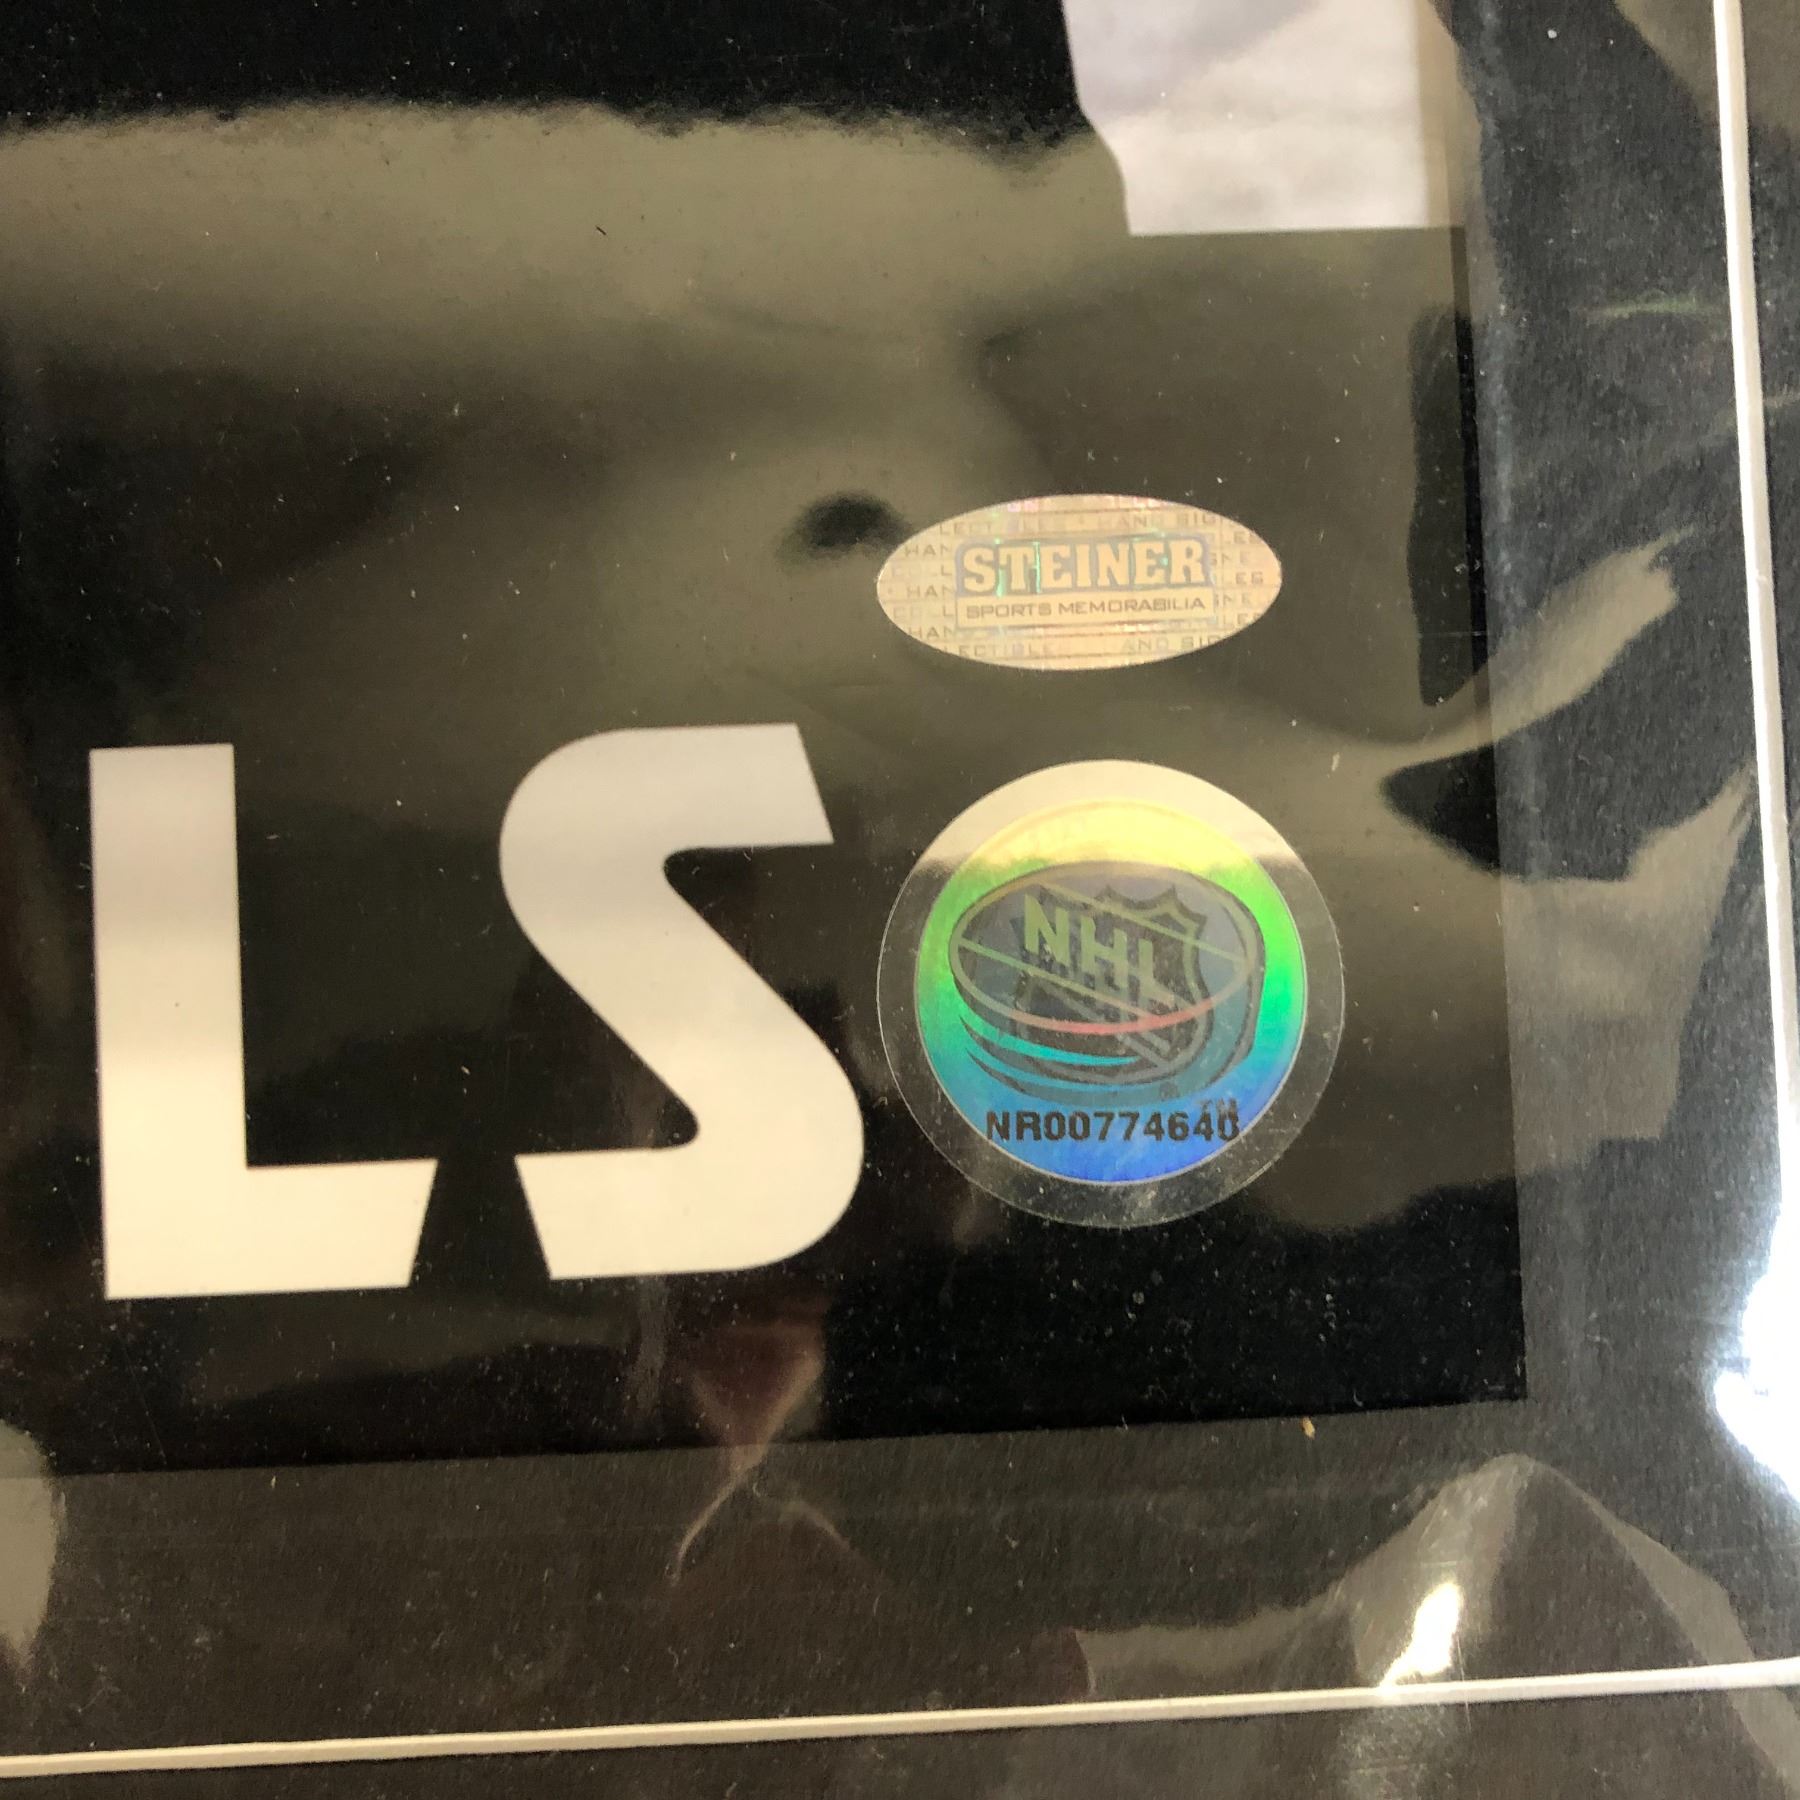 STEINER
SPORTS MEMORABILIA
LS
NHL
NR00774640